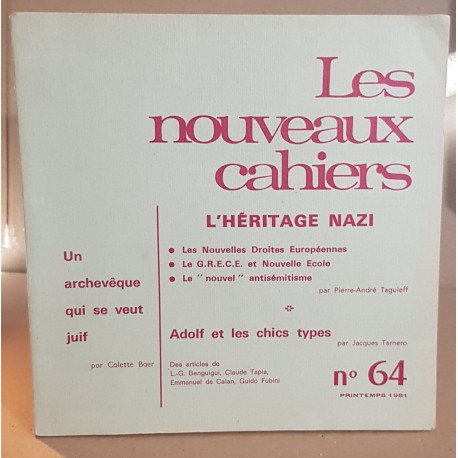 Les
nouveaux
cahiers
L'HÉRITAGE NAZI
● Les Nouvelles Droites Européennes
● Le G.R.E.C.E. et Nouvelle Ecole
● Le " nouvel " antisémitisme
par Pierre-André Taguieff
Adolf et les chics types
par Jacques Tarnero
Un
archevêque
qui se veut
juif
par Colette Boer
Des articles de
L.-G. Benguigui, Claude Tapia,
Emmanuel de Calan, Guido Fubini
nº 64
PRINTEMPS 1981